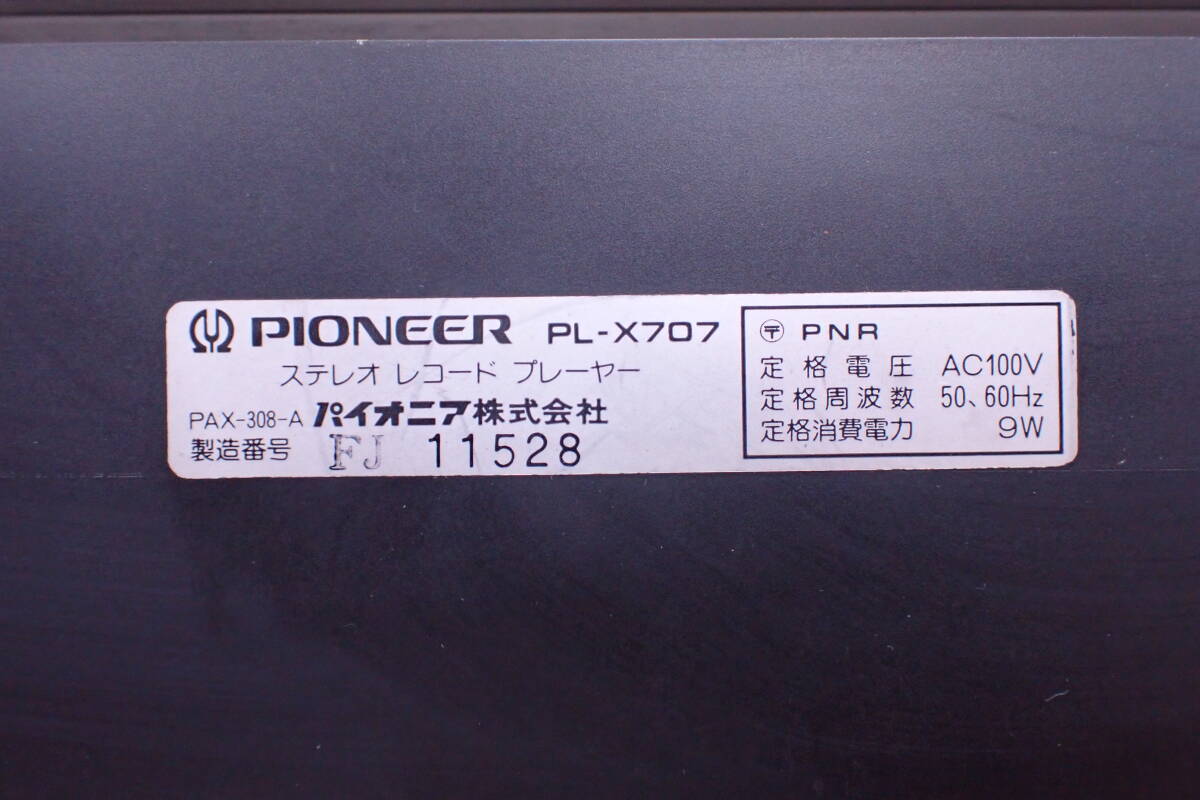 PIONEER PL-X707
ステレオ レコード プレーヤー
PAX-308-A パイオニア株式会社
製造番号 FJ 11528
〒 PNR
定格電圧 AC100V
定格周波数 50、60Hz
定格消費電力 9W